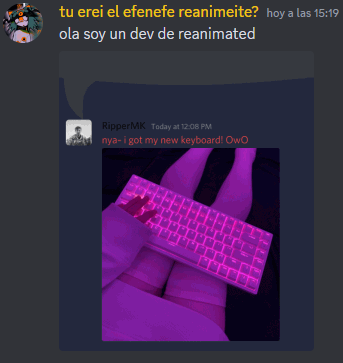 tu erei el efenefe reanimeite? hoy a las 15:19
ola soy un dev de reanimated
RipperMK Today at 12:08 PM
nya- i got my new keyboard! OwO